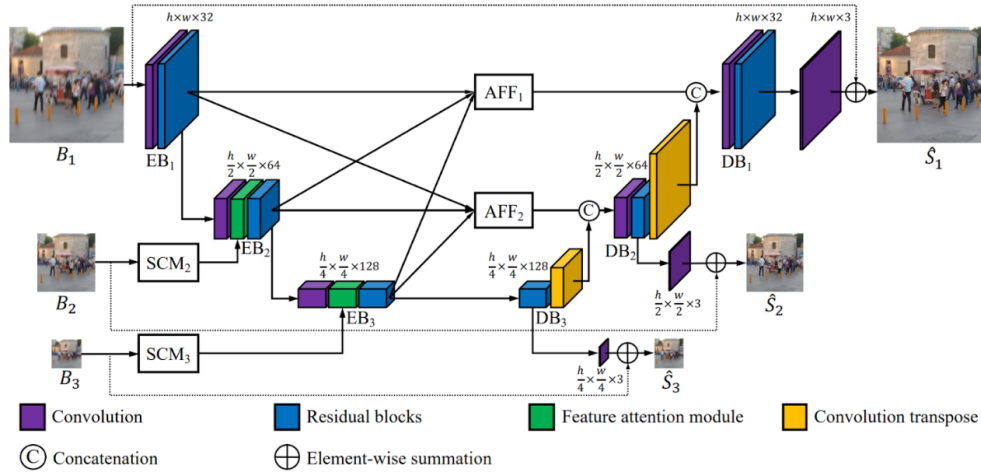 h×w×32
h×w×32
h×w×3
AFF₁
C
B₁
EB₁
DB₁
Ŝ₁
h/2 × w/2 ×64
h/2 × w/2 ×64
AFF₂
C
EB₂
DB₂
SCM₂
h/4 × w/4 ×128
h/4 × w/4 ×128
B₂
Ŝ₂
EB₃
DB₃
h/2 × w/2 ×3
SCM₃
B₃
h/4 × w/4 ×3
Ŝ₃
Convolution
Residual blocks
Feature attention module
Convolution transpose
C Concatenation
Element-wise summation